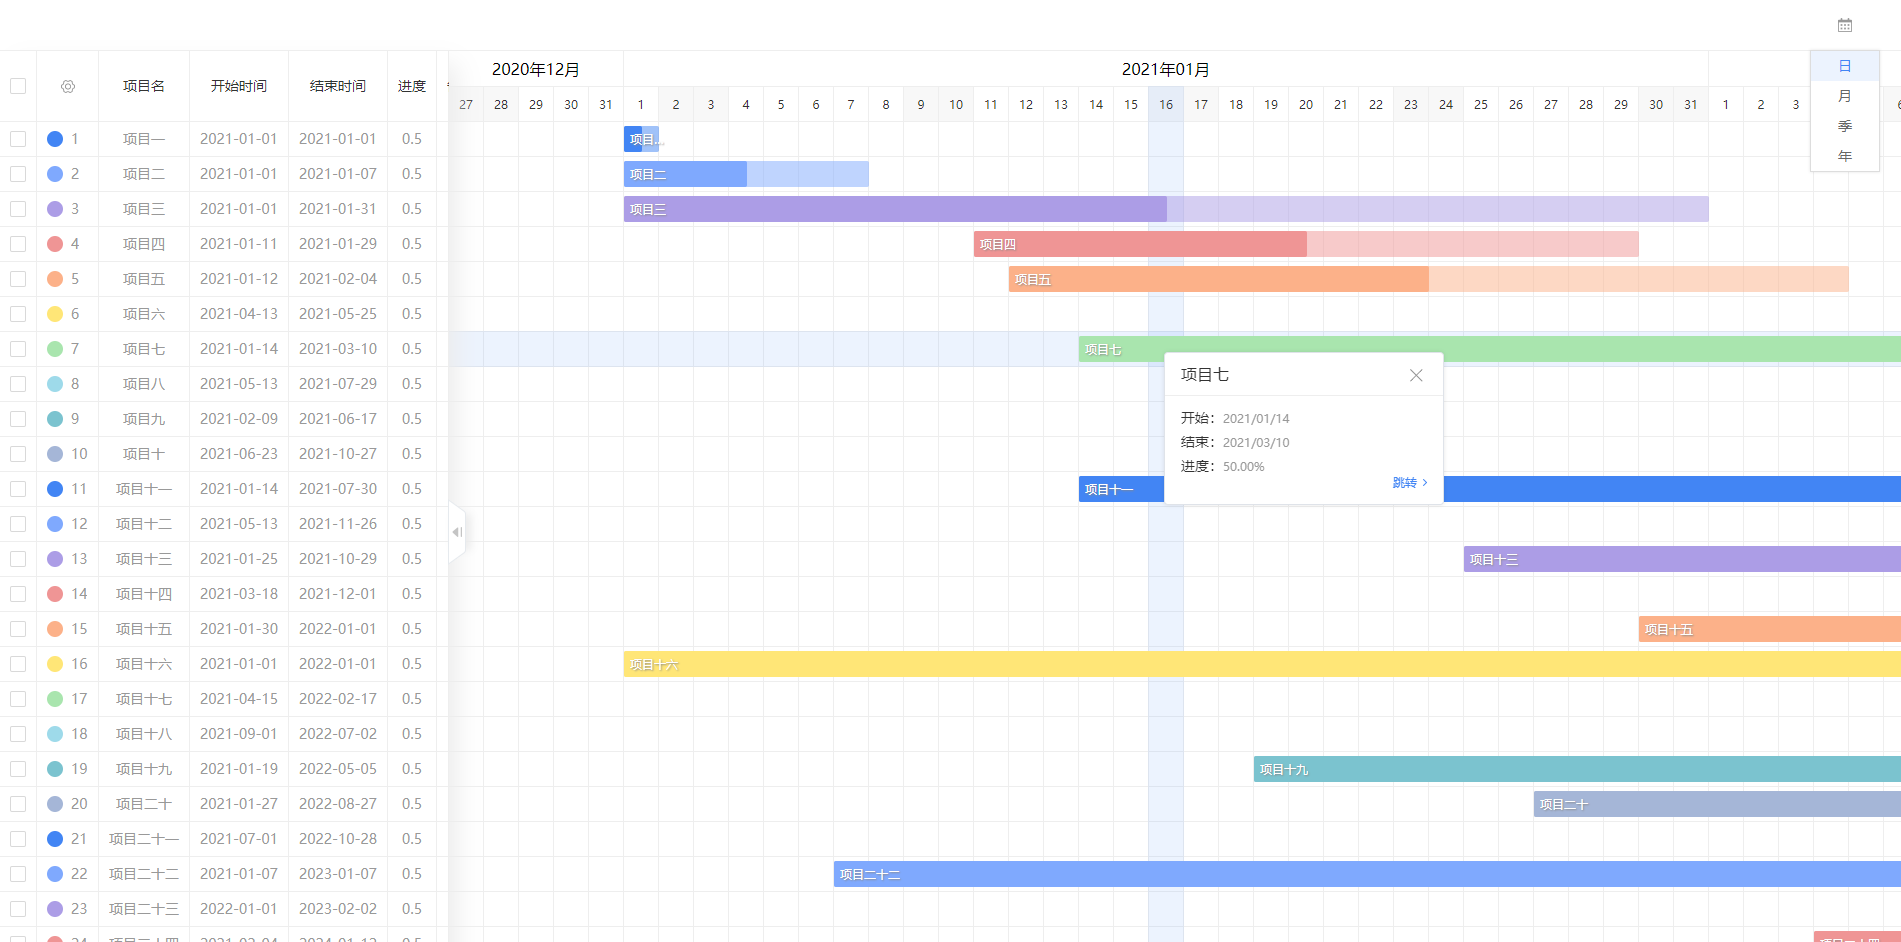 2020年12月 2021年01月
项目名 开始时间 结束时间 进度
27 28 29 30 31 1 2 3 4 5 6 7 8 9 10 11 12 13 14 15 16 17 18 19 20 21 22 23 24 25 26 27 28 29 30 31 1 2 3
日
月
季
年
1 项目一 2021-01-01 2021-01-01 0.5 项目...
2 项目二 2021-01-01 2021-01-07 0.5 项目二
3 项目三 2021-01-01 2021-01-31 0.5 项目三
4 项目四 2021-01-11 2021-01-29 0.5 项目四
5 项目五 2021-01-12 2021-02-04 0.5 项目五
6 项目六 2021-04-13 2021-05-25 0.5
7 项目七 2021-01-14 2021-03-10 0.5 项目七
8 项目八 2021-05-13 2021-07-29 0.5
9 项目九 2021-02-09 2021-06-17 0.5
10 项目十 2021-06-23 2021-10-27 0.5
11 项目十一 2021-01-14 2021-07-30 0.5 项目十一
12 项目十二 2021-05-13 2021-11-26 0.5
13 项目十三 2021-01-25 2021-10-29 0.5 项目十三
14 项目十四 2021-03-18 2021-12-01 0.5
15 项目十五 2021-01-30 2022-01-01 0.5 项目十五
16 项目十六 2021-01-01 2022-01-01 0.5 项目十六
17 项目十七 2021-04-15 2022-02-17 0.5
18 项目十八 2021-09-01 2022-07-02 0.5
19 项目十九 2021-01-19 2022-05-05 0.5 项目十九
20 项目二十 2021-01-27 2022-08-27 0.5 项目二十
21 项目二十一 2021-07-01 2022-10-28 0.5
22 项目二十二 2021-01-07 2023-01-07 0.5 项目二十二
23 项目二十三 2022-01-01 2023-02-02 0.5
项目七
开始：2021/01/14
结束：2021/03/10
进度：50.00%
跳转